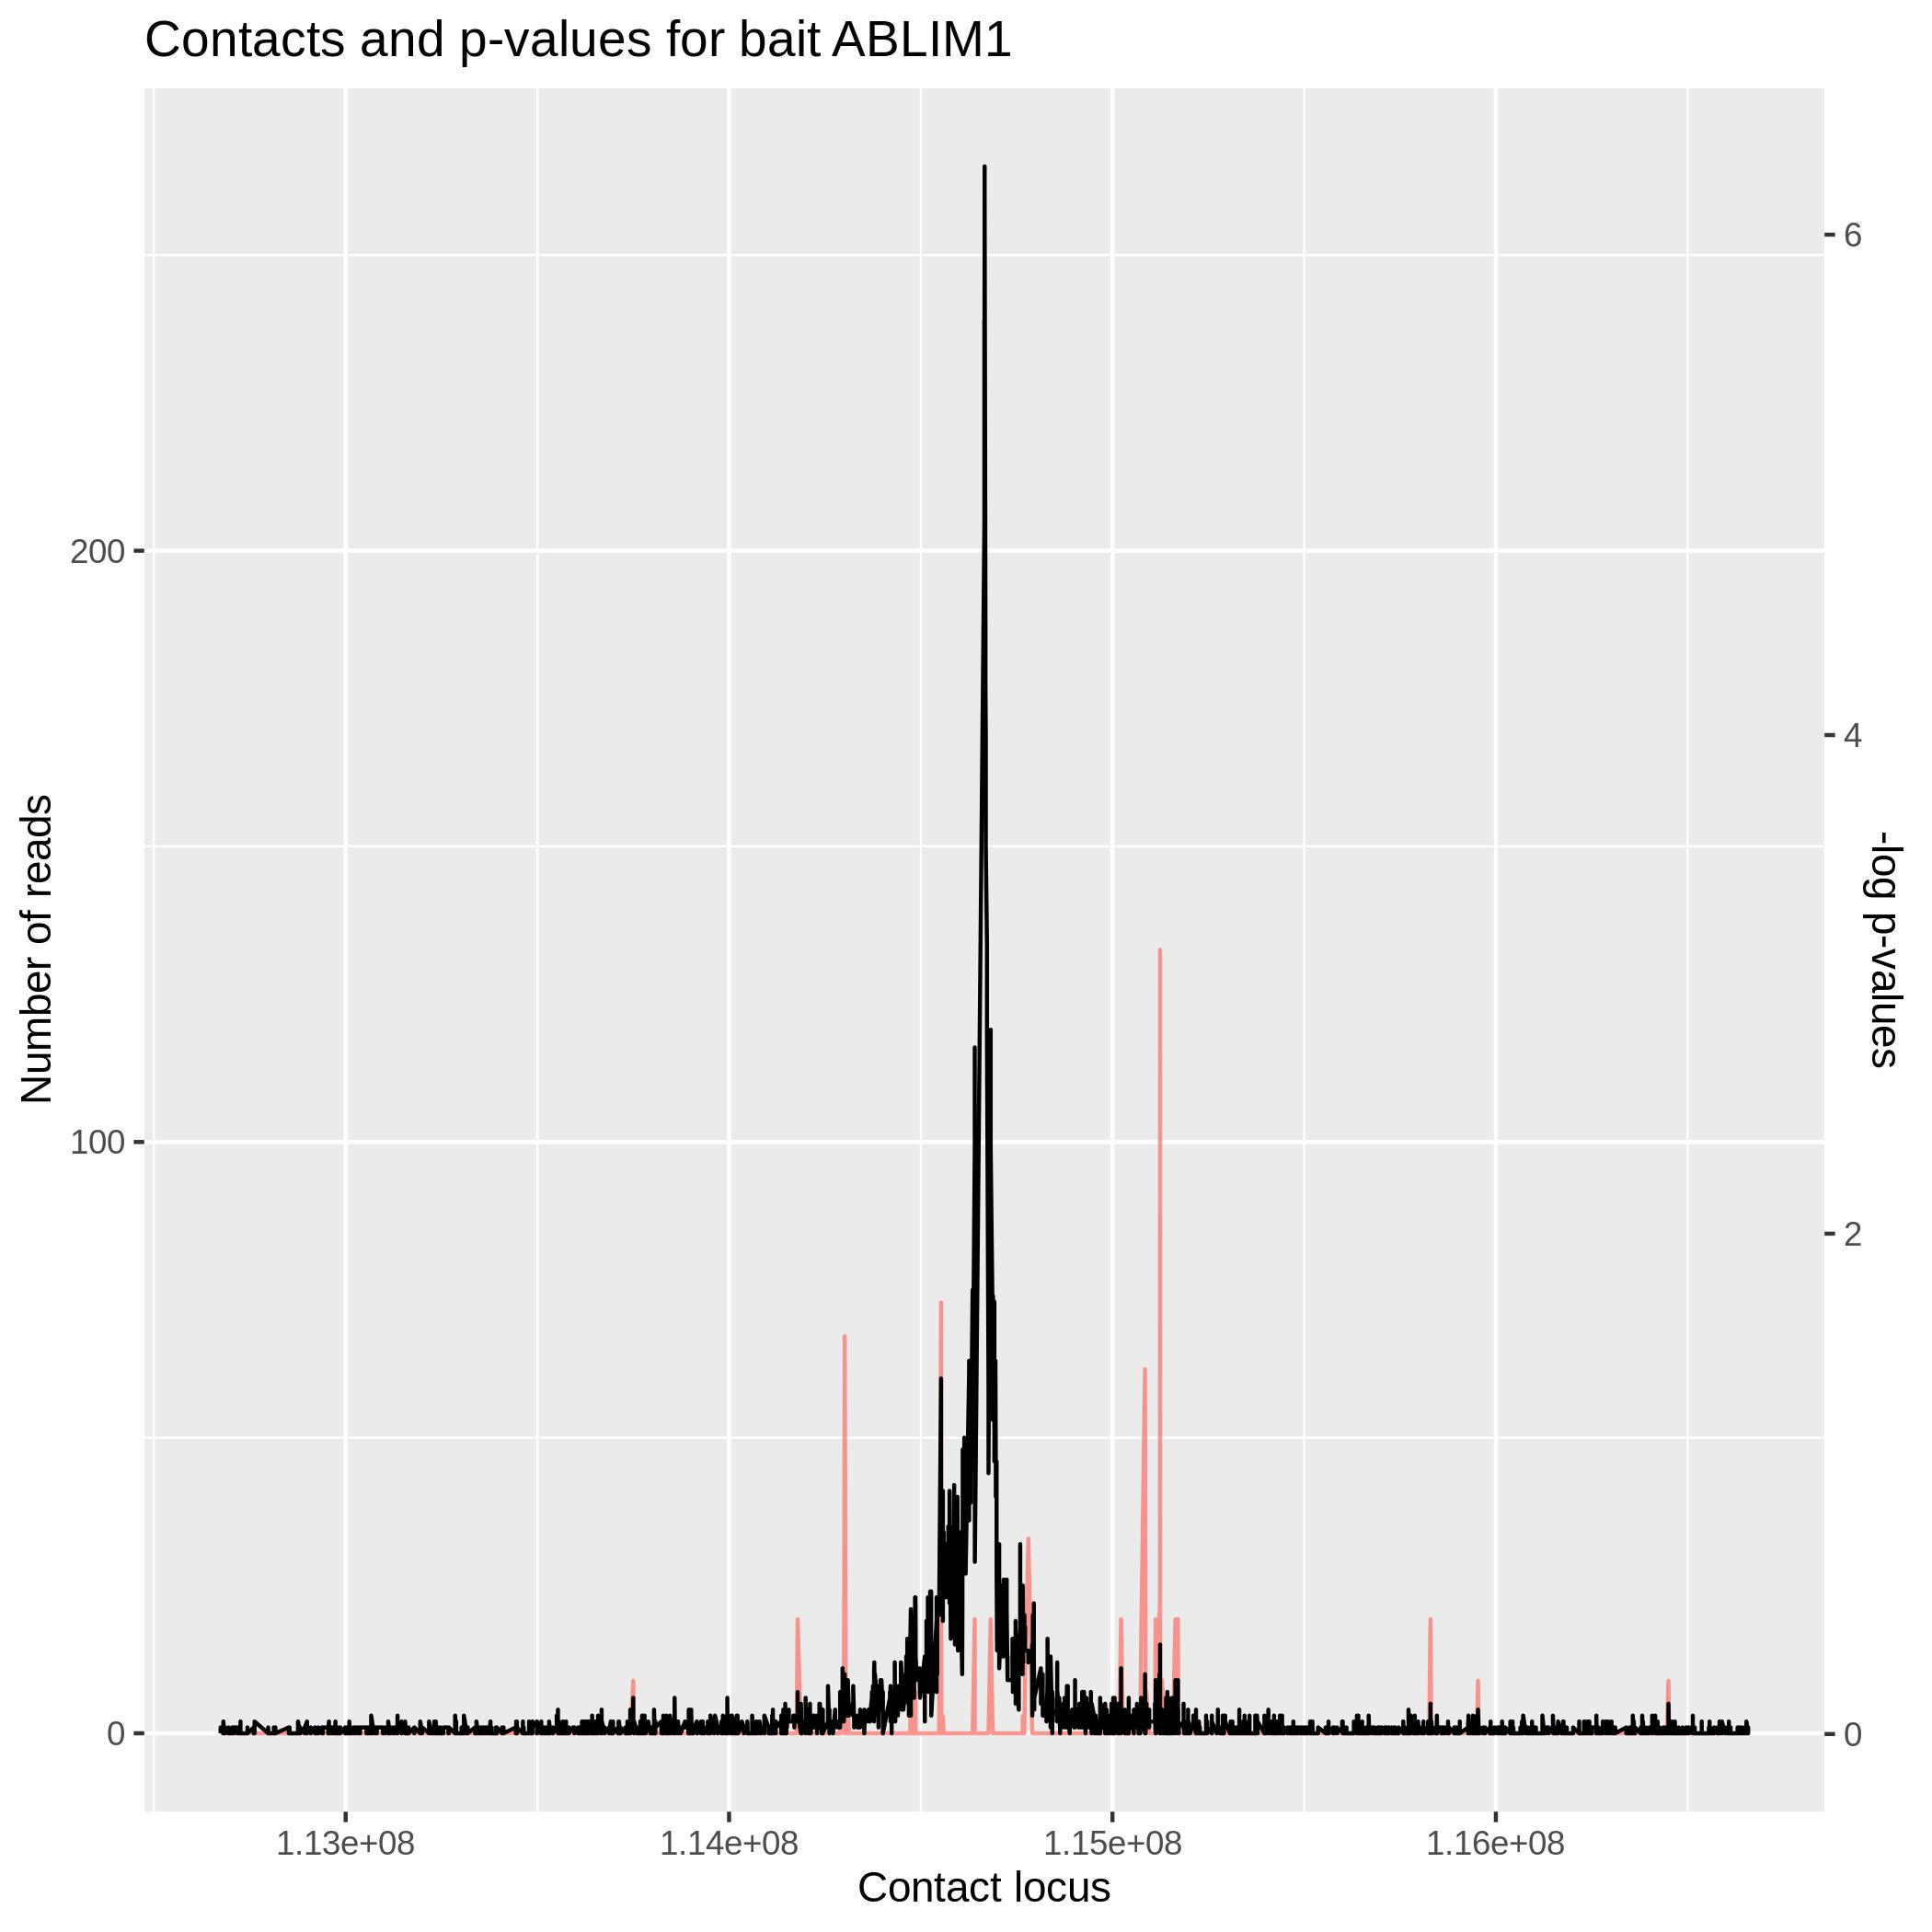 Contacts and p-values for bait ABLIM1
Number of reads
200
100
0
6
4
2
0
-log p-values
1.13e+08
1.14e+08
1.15e+08
1.16e+08
Contact locus